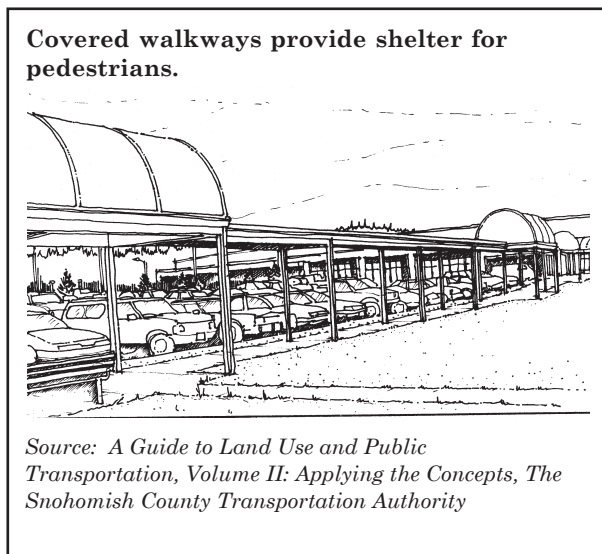 Covered walkways provide shelter for
pedestrians.
Source: A Guide to Land Use and Public
Transportation, Volume II: Applying the Concepts, The
Snohomish County Transportation Authority